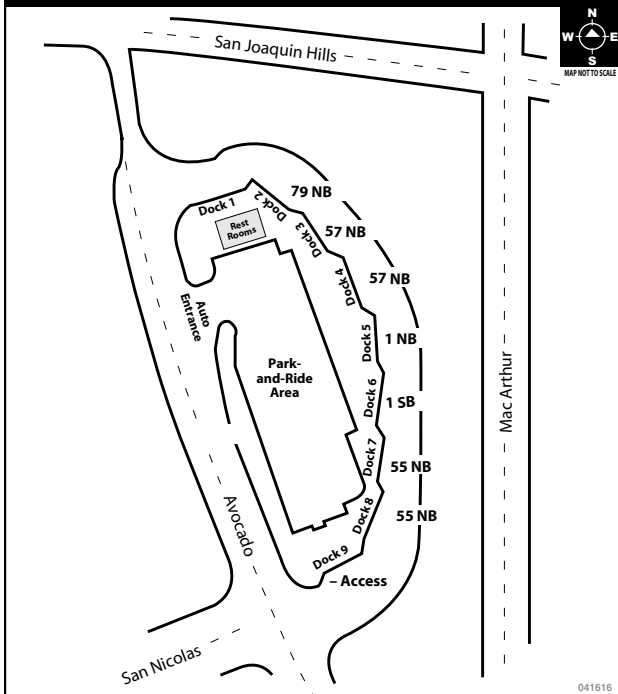 N
W E
S
MAP NOT TO SCALE
San Joaquin Hills
79 NB
Dock 1
Dock 2
Rest
Rooms
Dock 3
57 NB
Dock 4
57 NB
Auto
Entrance
Dock 5
1 NB
Park-
and-Ride
Area
Mac Arthur
Dock 6
1 SB
Dock 7
55 NB
Avocado
Dock 8
55 NB
Dock 9
– Access
San Nicolas
041616